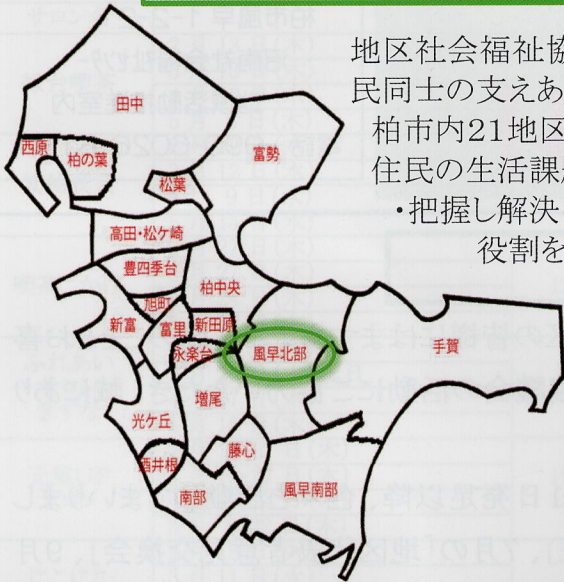 地区社会福祉協
民同士の支えあ
柏市内21地区
住民の生活課
・把握し解決
役割を
田中
西原
柏の葉
富勢
松葉
高田・松ケ崎
豊四季台
柏中央
旭町
新富
富里
新田原
永楽台
風早北部
手賀
増尾
光ケ丘
藤心
酒井根
南部
風早南部